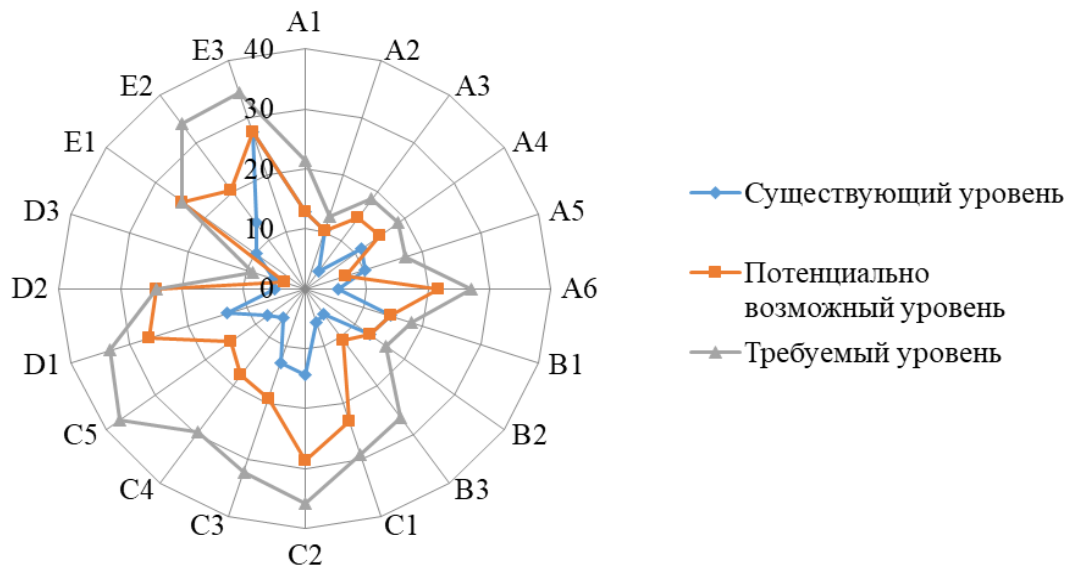 A1
A2
A3
A4
A5
A6
B1
B2
B3
C1
C2
C3
C4
C5
D1
D2
D3
E1
E2
E3
40
30
20
10
0
Существующий уровень
Потенциально
возможный уровень
Требуемый уровень